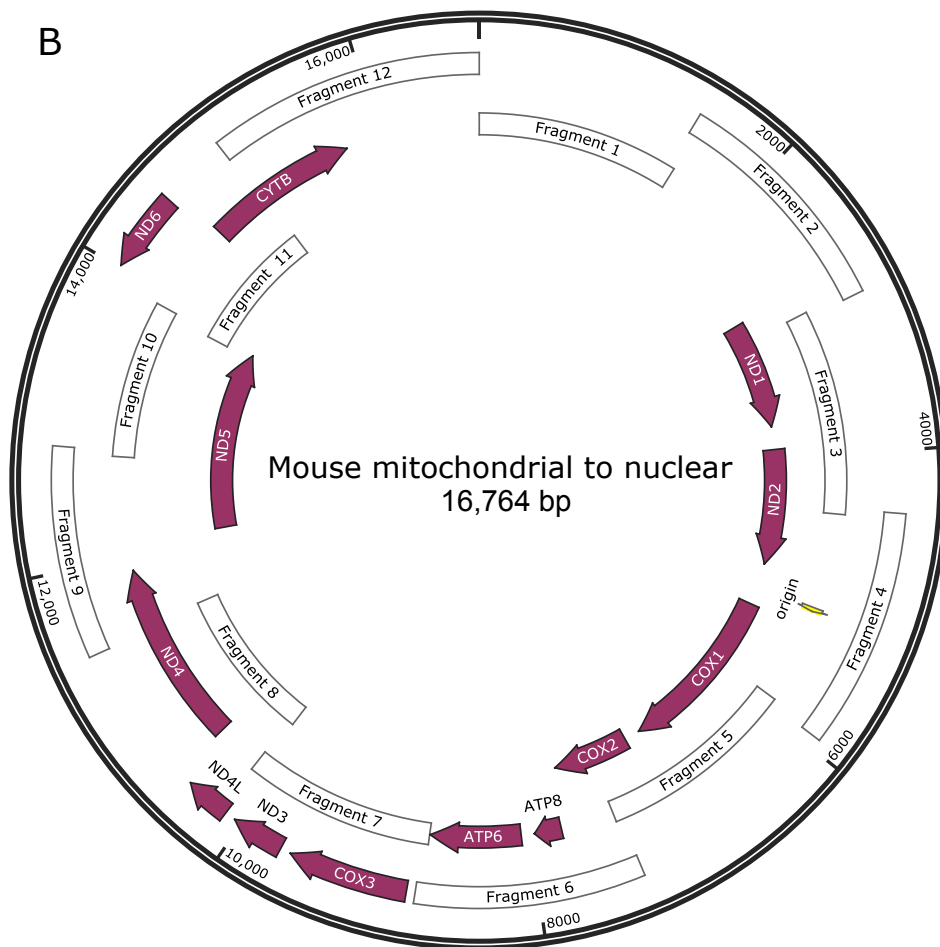 B
16,000
Fragment 12
Fragment 1
2000
Fragment 2
CYTB
ND6
14,000
Fragment 11
Fragment 10
ND1
Fragment 3
4000
ND5
Mouse mitochondrial to nuclear
16,764 bp
ND2
Fragment 9
12,000
origin
Fragment 4
ND4
Fragment 8
COX1
Fragment 5
6000
COX2
ND4L
ND3
Fragment 7
ATP8
ATP6
10,000
COX3
Fragment 6
8000